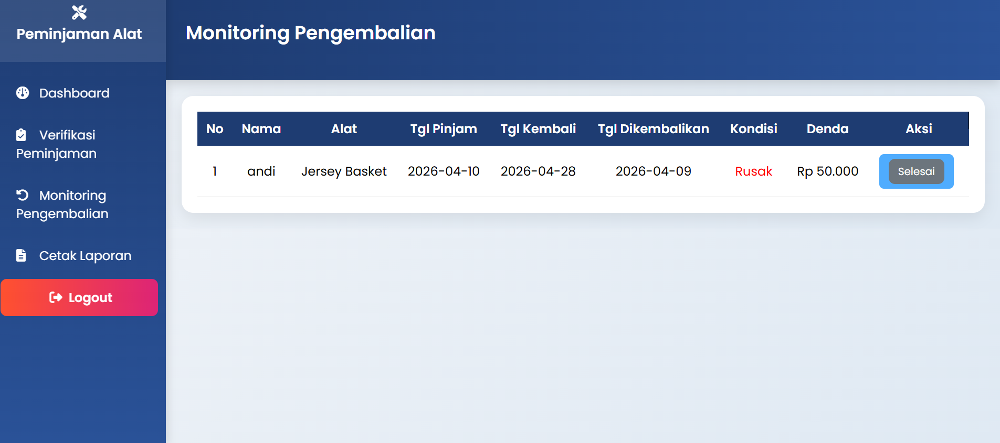 Peminjaman Alat
Dashboard
Verifikasi
Peminjaman
Monitoring
Pengembalian
Cetak Laporan
Logout
Monitoring Pengembalian
No Nama Alat Tgl Pinjam Tgl Kembali Tgl Dikembalikan Kondisi Denda Aksi
1 andi Jersey Basket 2026-04-10 2026-04-28 2026-04-09 Rusak Rp 50.000 Selesai